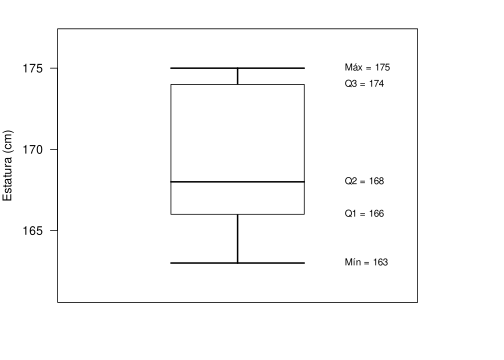 Estatura (cm)
175
170
165
Máx = 175
Q3 = 174
Q2 = 168
Q1 = 166
Mín = 163